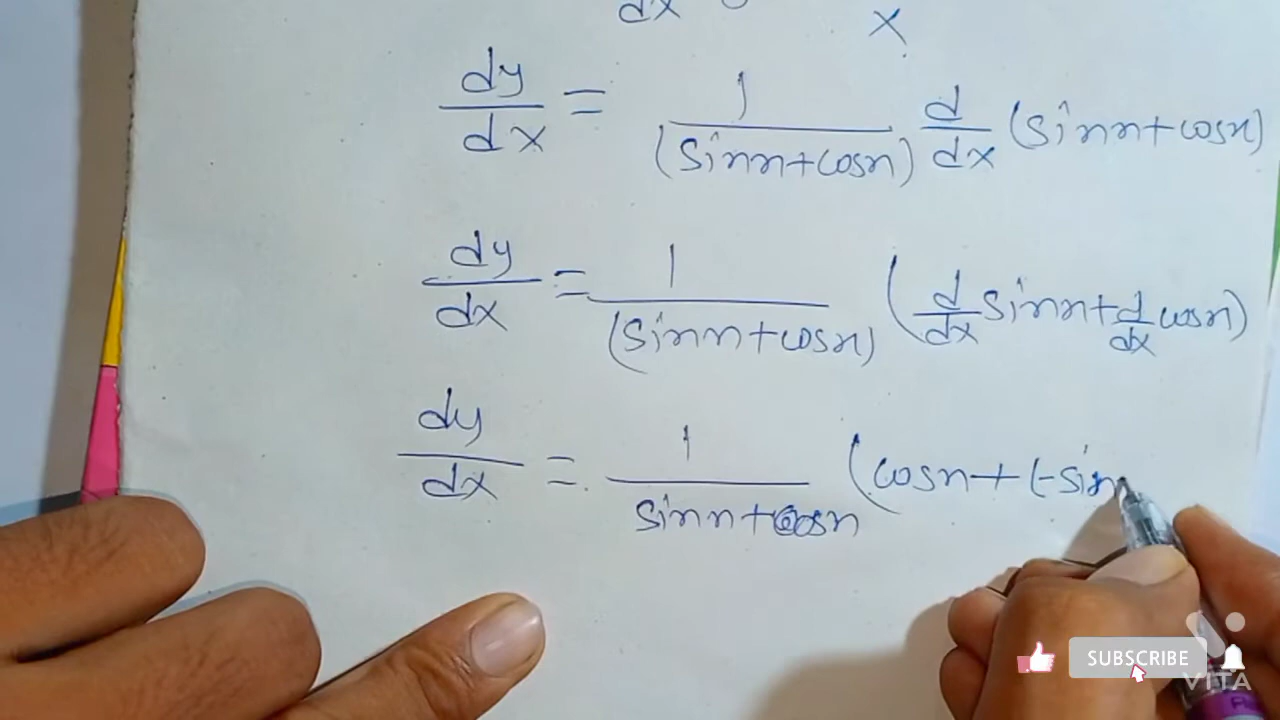 dx x
dy/dx = 1/(sinx+cosx) d/dx (sinx+cosx)
dy/dx = 1/(sinx+cosx) (d/dx sinx + d/dx cosx)
dy/dx = 1/sinx+cosx (cosx + (-sin
SUBSCRIBE
VITA